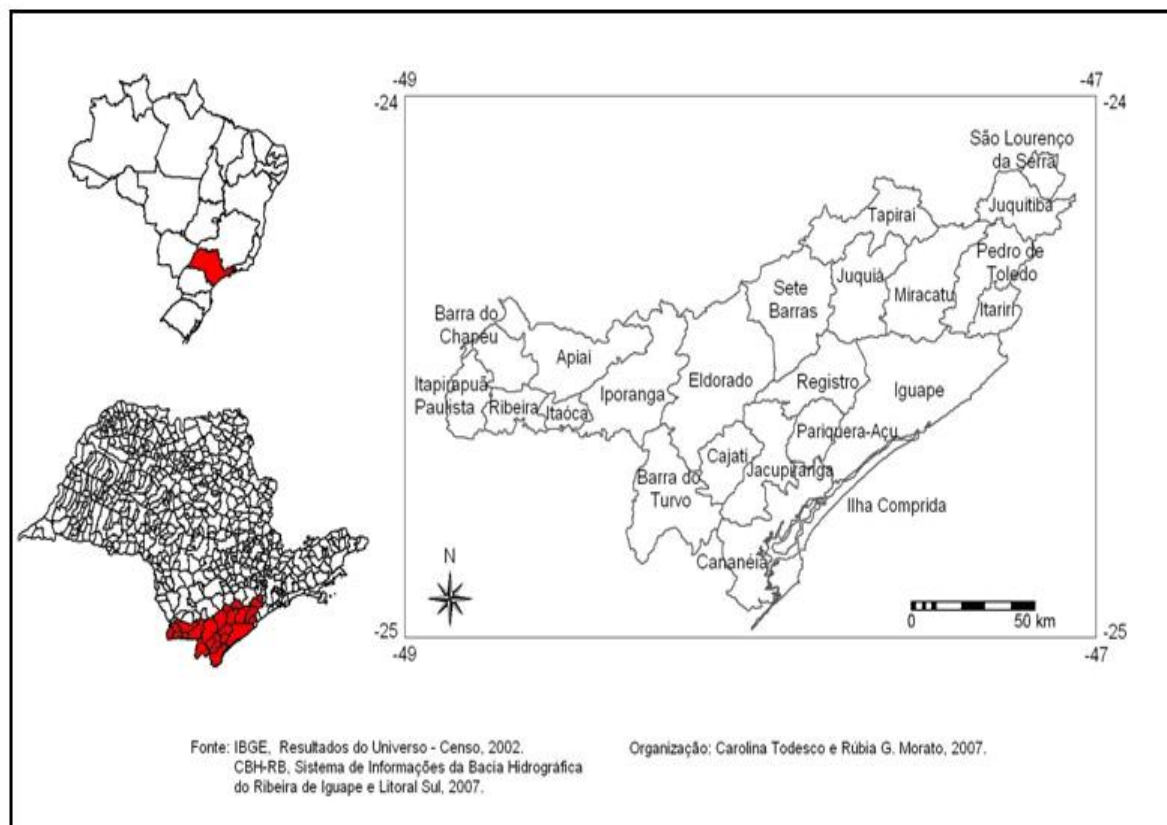 -49
-47
-24
-24
São Lourenço
da Serra
Juquitiba
Tapiraí
Pedro de
Toledo
Juquiá
Miracatu
Sete
Barras
Itariri
Barra do
Chapéu
Apiaí
Itapirapuã
Paulista
Ribeira
Itaóca
Iporanga
Eldorado
Registro
Iguape
Pariquera-Açu
Cajati
Jacupiranga
Barra do
Turvo
Ilha Comprida
Cananéia
N
0
50 km
-25
-25
-49
-47
Fonte: IBGE, Resultados do Universo - Censo, 2002.
CBH-RB, Sistema de Informações da Bacia Hidrográfica
do Ribeira de Iguape e Litoral Sul, 2007.
Organização: Carolina Todesco e Rúbia G. Morato, 2007.